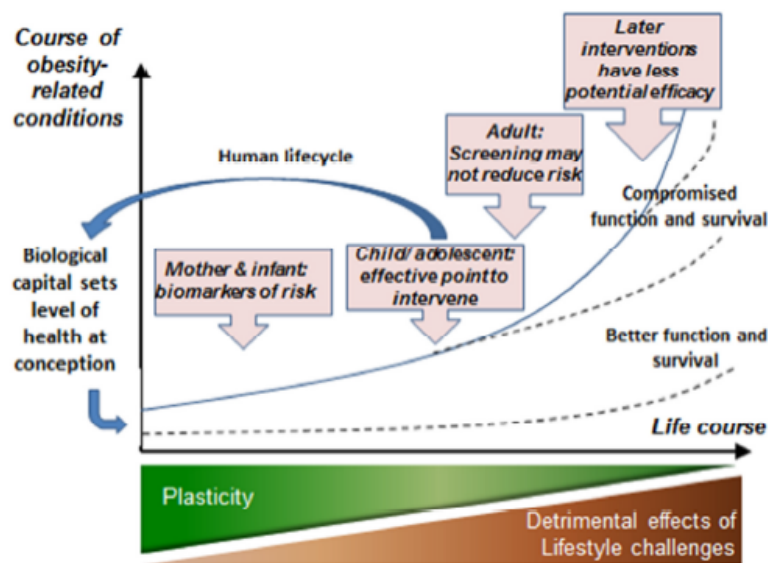 Course of
obesity-
related
conditions
Later
interventions
have less
potential efficacy
Adult:
Screening may
not reduce risk
Human lifecycle
Compromised
function and survival
Biological
capital sets
level of
health at
conception
Mother & infant:
biomarkers of risk
Child/ adolescent:
effective point to
intervene
Better function and
survival
Life course
Plasticity
Detrimental effects of
Lifestyle challenges